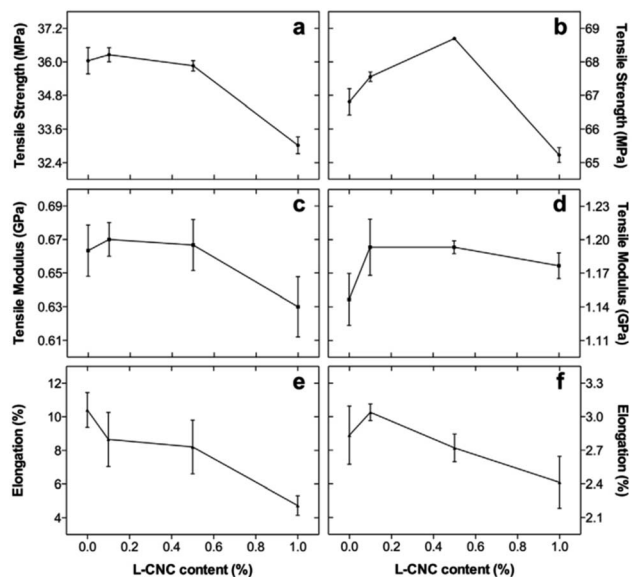 a
37.2
36.0
34.8
33.6
32.4
Tensile Strength (MPa)
b
69
68
67
66
65
Tensile Strength
(MPa)
c
0.69
0.67
0.65
0.63
0.61
Tensile Modulus (GPa)
d
1.23
1.20
1.17
1.14
1.11
Tensile
Modulus (GPa)
e
12
10
8
6
4
Elongation (%)
f
3.3
3.0
2.7
2.4
2.1
Elongation
(%)
0.0 0.2 0.4 0.6 0.8 1.0
L-CNC content (%)
0.0 0.2 0.4 0.6 0.8 1.0
L-CNC content (%)